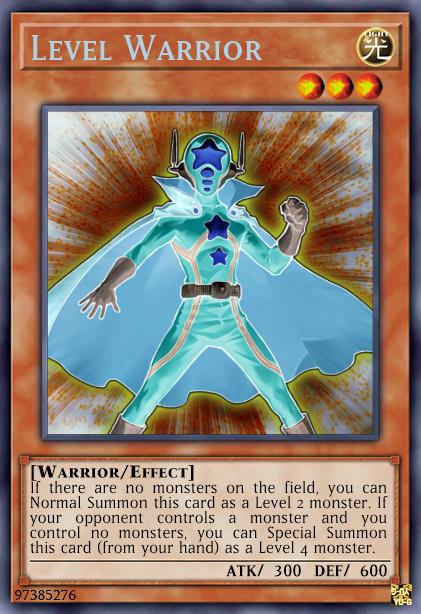 Level Warrior
LIGHT
光
[Warrior/Effect]
If there are no monsters on the field, you can
Normal Summon this card as a Level 2 monster. If
your opponent controls a monster and you
control no monsters, you can Special Summon
this card (from your hand) as a Level 4 monster.
ATK/ 300 DEF/ 600
97385276